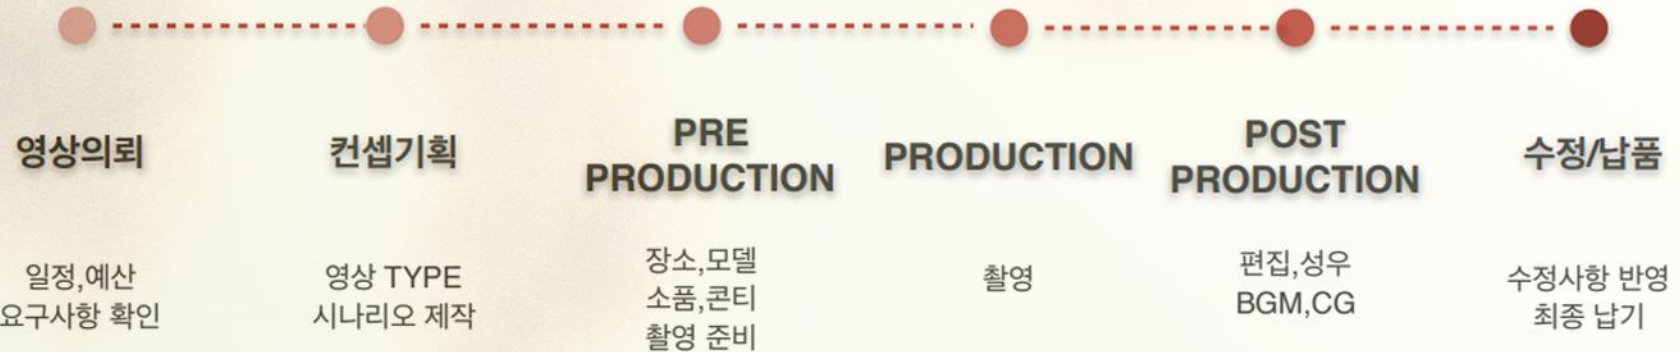 영상의뢰
일정,예산
요구사항 확인
컨셉기획
영상 TYPE
시나리오 제작
PRE
PRODUCTION
장소,모델
소품,콘티
촬영 준비
PRODUCTION
촬영
POST
PRODUCTION
편집,성우
BGM,CG
수정/납품
수정사항 반영
최종 납기